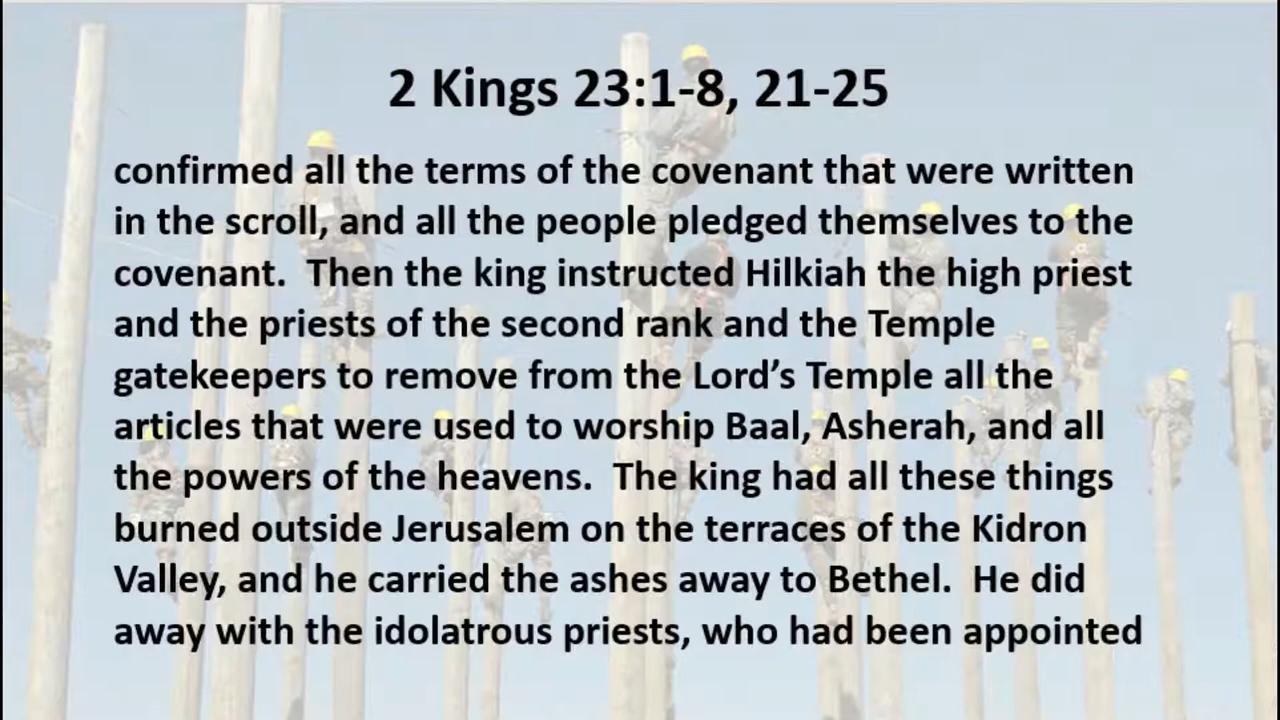 2 Kings 23:1-8, 21-25
confirmed all the terms of the covenant that were written
in the scroll, and all the people pledged themselves to the
covenant.  Then the king instructed Hilkiah the high priest
and the priests of the second rank and the Temple
gatekeepers to remove from the Lord’s Temple all the
articles that were used to worship Baal, Asherah, and all
the powers of the heavens.  The king had all these things
burned outside Jerusalem on the terraces of the Kidron
Valley, and he carried the ashes away to Bethel.  He did
away with the idolatrous priests, who had been appointed